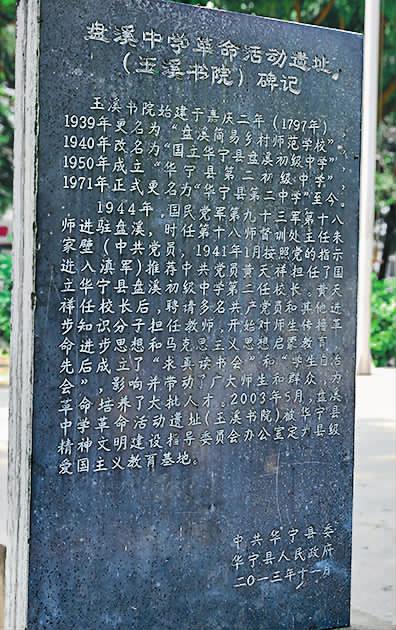 盘溪中学革命活动遗址
（玉溪书院）碑记
玉溪书院始建于嘉庆二年（1797年）
1939年更名为“盘溪简易乡村师范学校”，
1940年改名为“国立华宁县盘溪初级中学”，
1950年成立“华宁县第二初级中学”，
1971年正式更名为“华宁县第二中学”至今。
1944年，国民党军第九十三军第十八
师进驻盘溪，时任第十八师督训处主任朱
家壁（中共党员，1941年1月按照党的指示
进入滇军）推荐中共党员黄天祥担任了国
立华宁县盘溪初级中学第二任校长。黄天
祥任校长后，聘请多名共产党员和其他进
步知识分子担任教师，开始对师生传播革
命进步思想和马克思主义思想启蒙教育，
先后成立了“求真读书会”和“学生自治
会”，影响并带动了广大师生和群众，为
革命培养了大批人才。2003年5月，盘溪
中学革命活动遗址（玉溪书院）被华宁县
精神文明建设指导委员会办公室定为县级
爱国主义教育基地。
中共华宁县委
华宁县人民政府
二〇一三年十一月